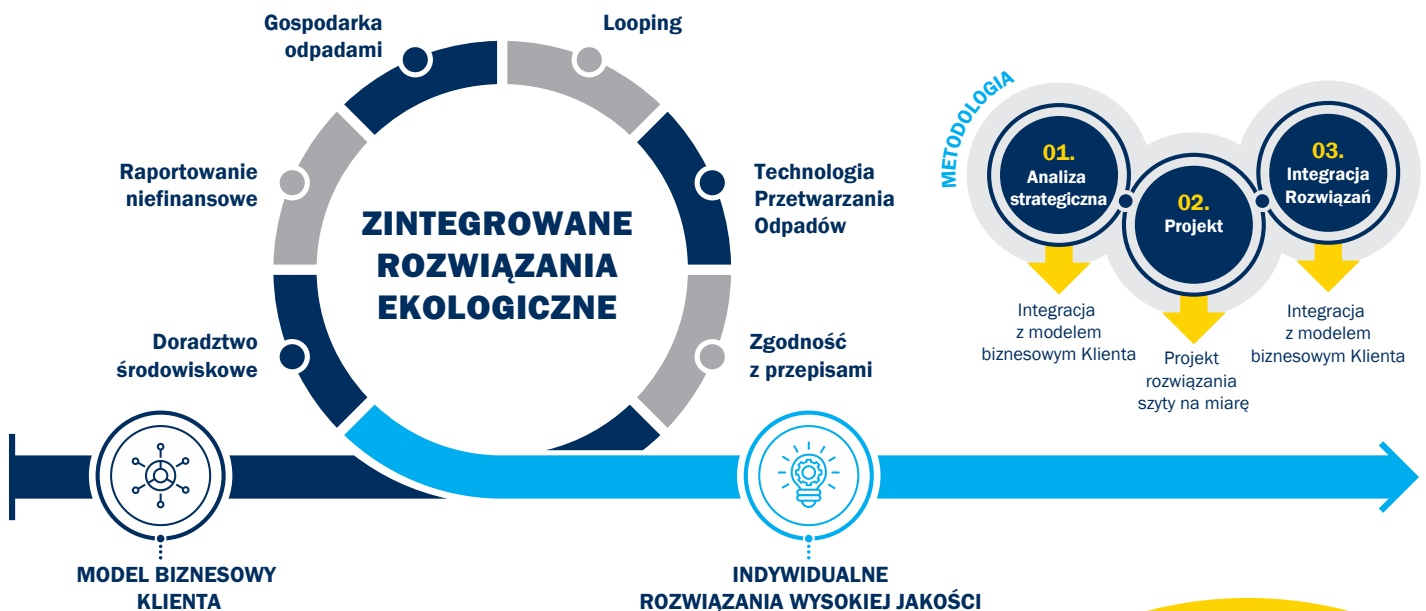 Gospodarka
odpadami
Looping
Raportowanie
niefinansowe
Technologia
Przetwarzania
Odpadów
ZINTEGROWANE
ROZWIĄZANIA
EKOLOGICZNE
Doradztwo
środowiskowe
Zgodność
z przepisami
MODEL BIZNESOWY
KLIENTA
INDYWIDUALNE
ROZWIĄZANIA WYSOKIEJ JAKOŚCI
METODOLOGIA
01.
Analiza
strategiczna
02.
Projekt
03.
Integracja
Rozwiązań
Integracja
z modelem
biznesowym Klienta
Projekt
rozwiązania
szyty na miarę
Integracja
z modelem
biznesowym Klienta